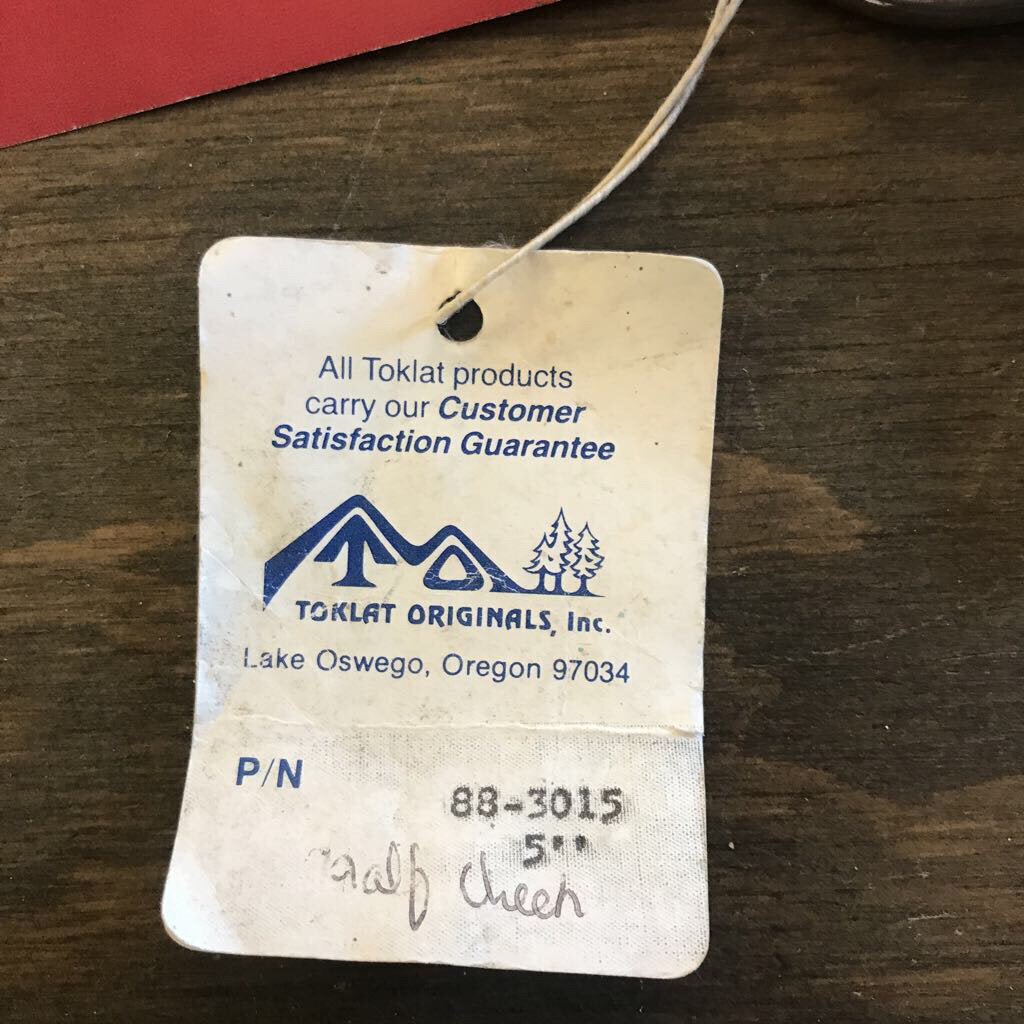 All Toklat products
carry our Customer
Satisfaction Guarantee
TOKLAT ORIGINALS, Inc.
Lake Oswego, Oregon 97034
P/N
88-3015
5''
Half Cheek